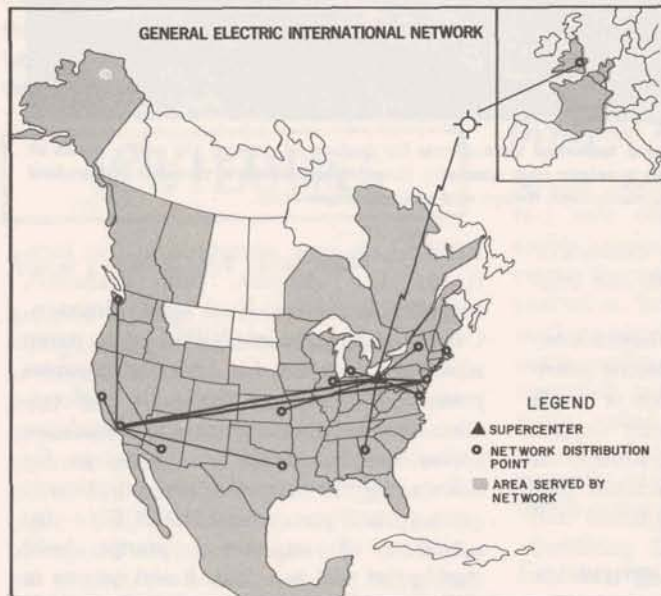 GENERAL ELECTRIC INTERNATIONAL NETWORK
LEGEND
SUPERCENTER
NETWORK DISTRIBUTION
POINT
AREA SERVED BY
NETWORK